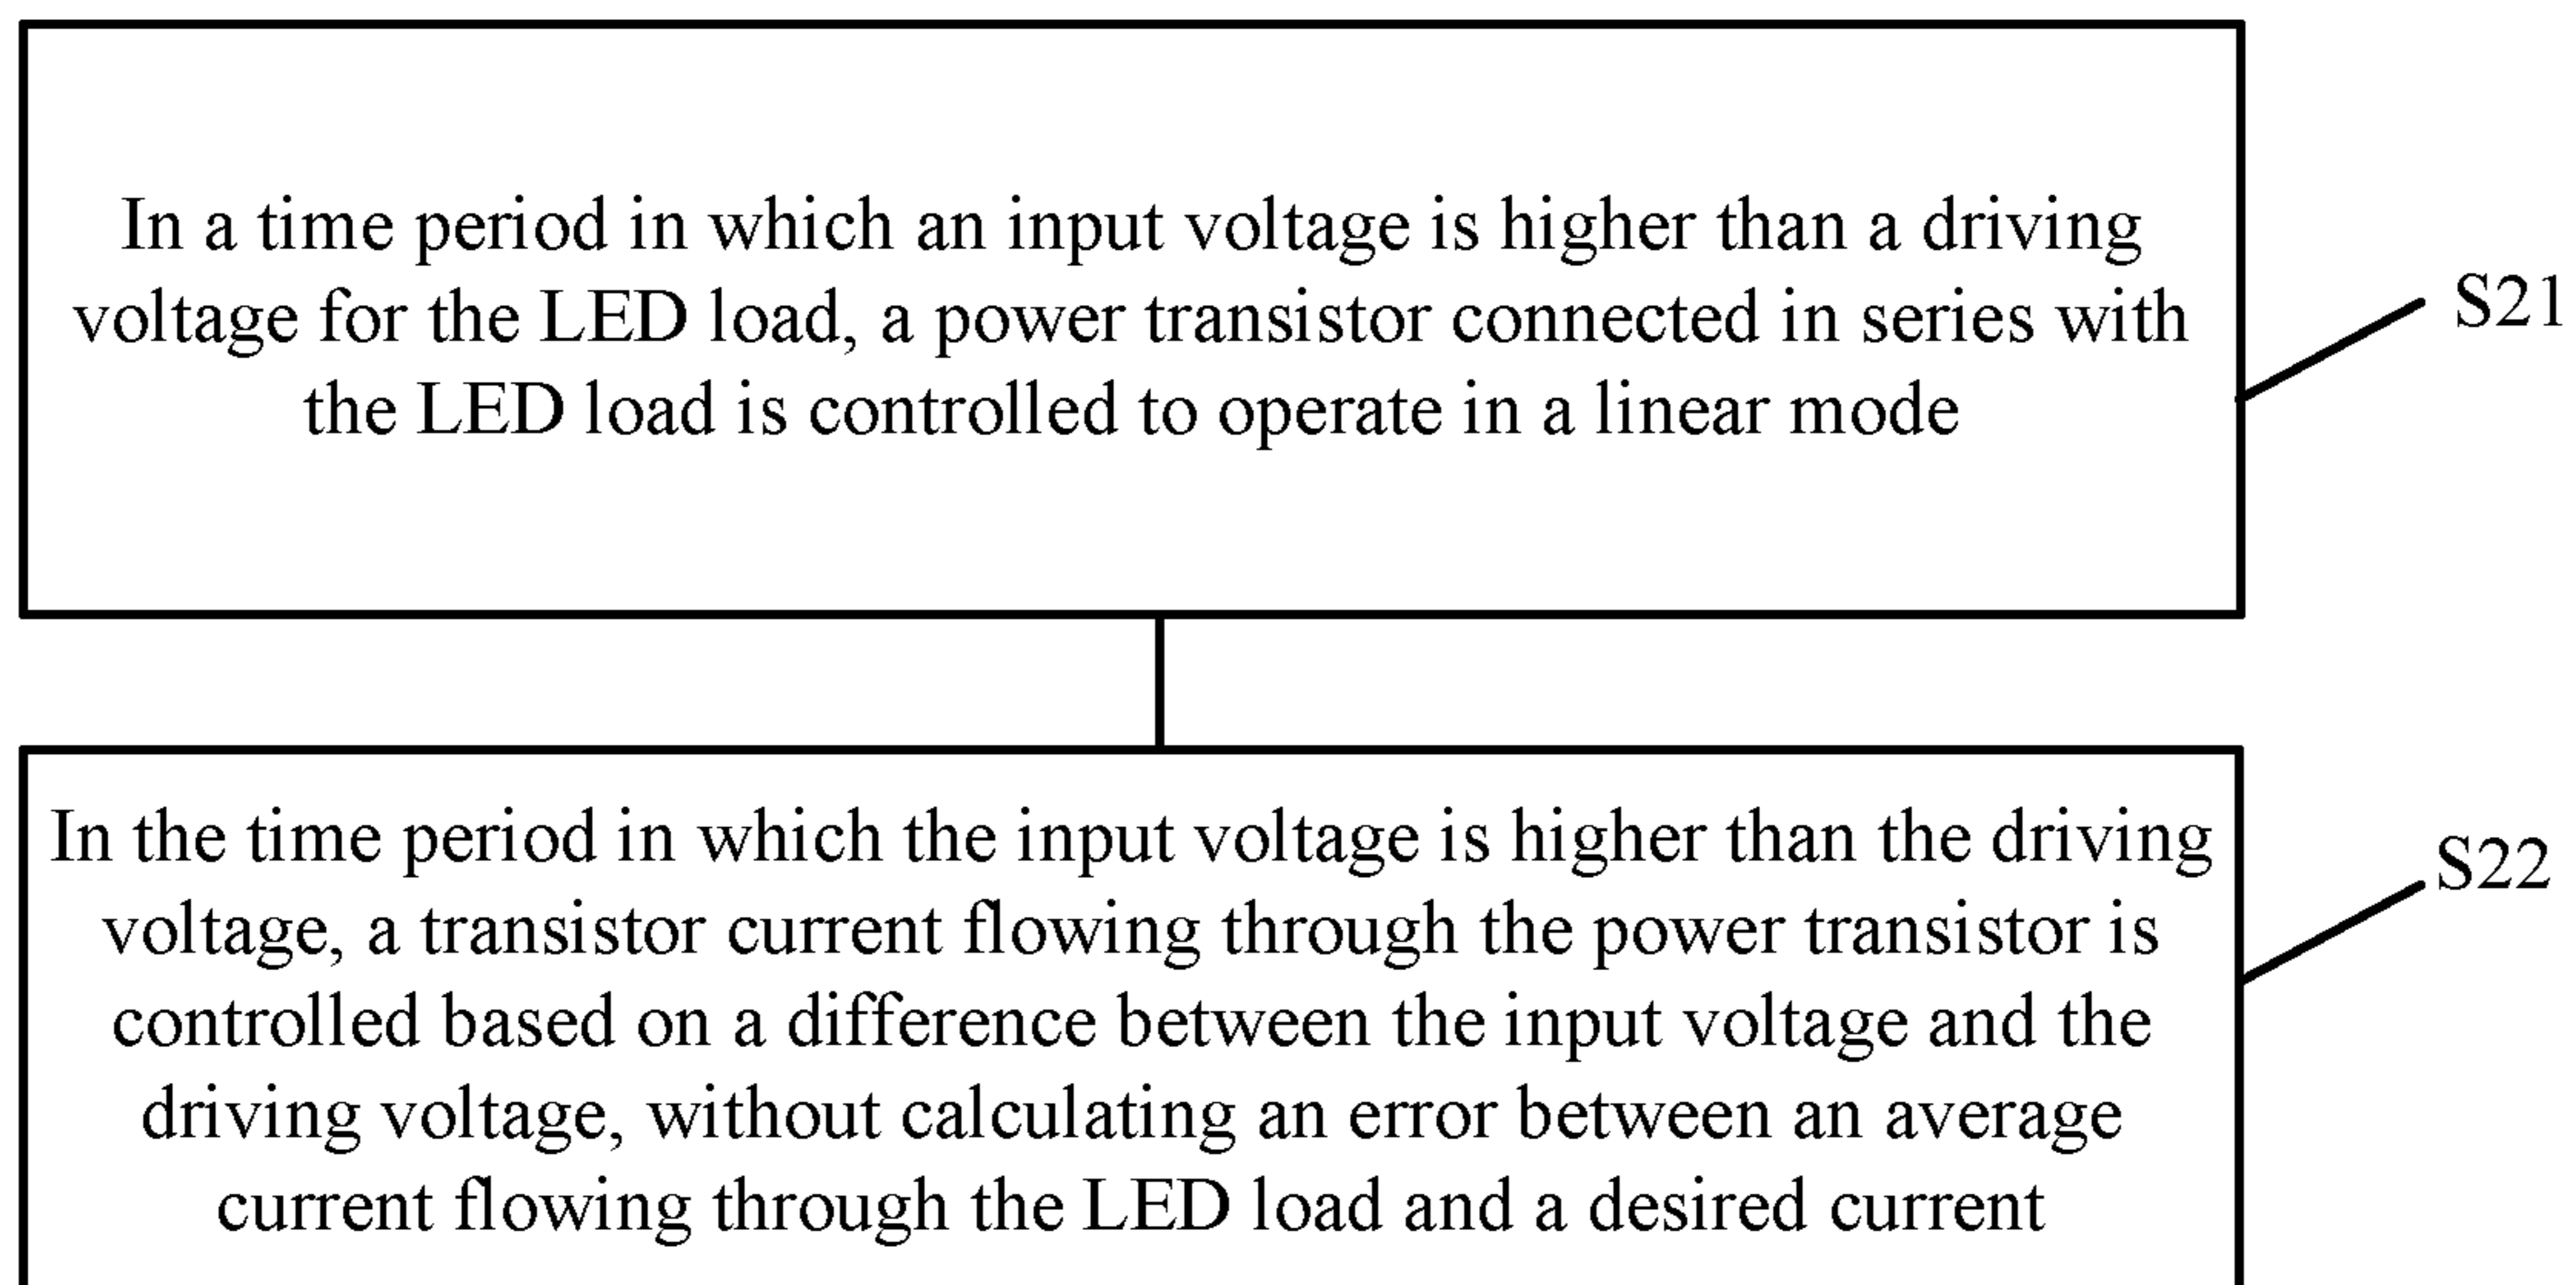 In a time period in which an input voltage is higher than a driving
voltage for the LED load, a power transistor connected in series with
the LED load is controlled to operate in a linear mode
S21
In the time period in which the input voltage is higher than the driving
voltage, a transistor current flowing through the power transistor is
controlled based on a difference between the input voltage and the
driving voltage, without calculating an error between an average
current flowing through the LED load and a desired current
S22